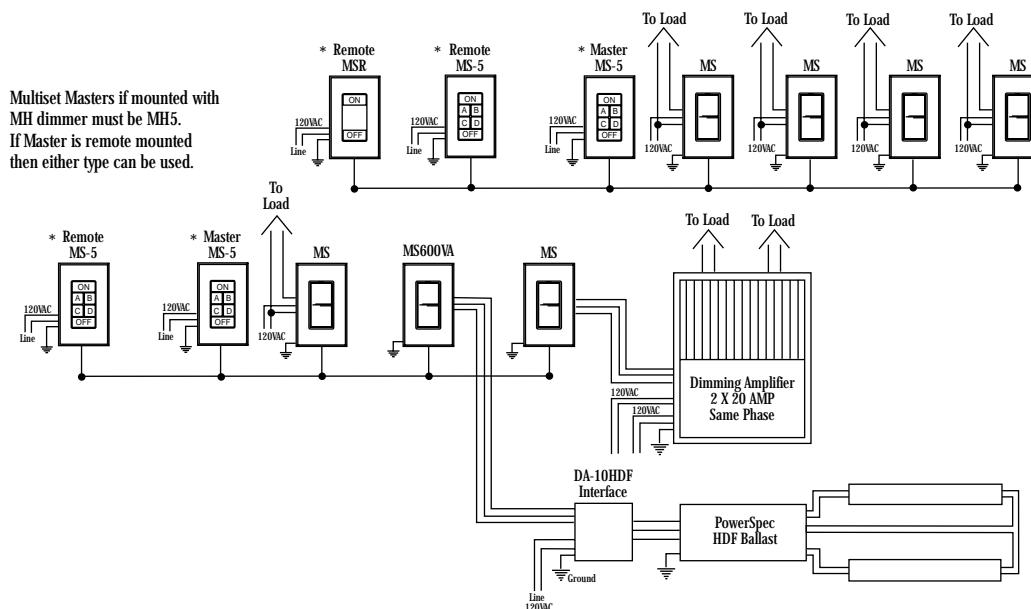 To Load
To Load
To Load
To Load
* Remote
MSR
* Remote
MS-5
* Master
MS-5
MS
MS
MS
MS
Multiset Masters if mounted with
MH dimmer must be MH5.
If Master is remote mounted
then either type can be used.
ON
OFF
120VAC
Line
ON
A B
C D
OFF
120VAC
Line
ON
A B
C D
OFF
120VAC
Line
120VAC
120VAC
120VAC
120VAC
To
Load
* Remote
MS-5
* Master
MS-5
MS
MS600VA
MS
To Load
To Load
ON
A B
C D
OFF
120VAC
Line
ON
A B
C D
OFF
120VAC
Line
120VAC
Dimming Amplifier
2 X 20 AMP
Same Phase
120VAC
120VAC
DA-10HDF
Interface
PowerSpec
HDF Ballast
Ground
Line
120VAC